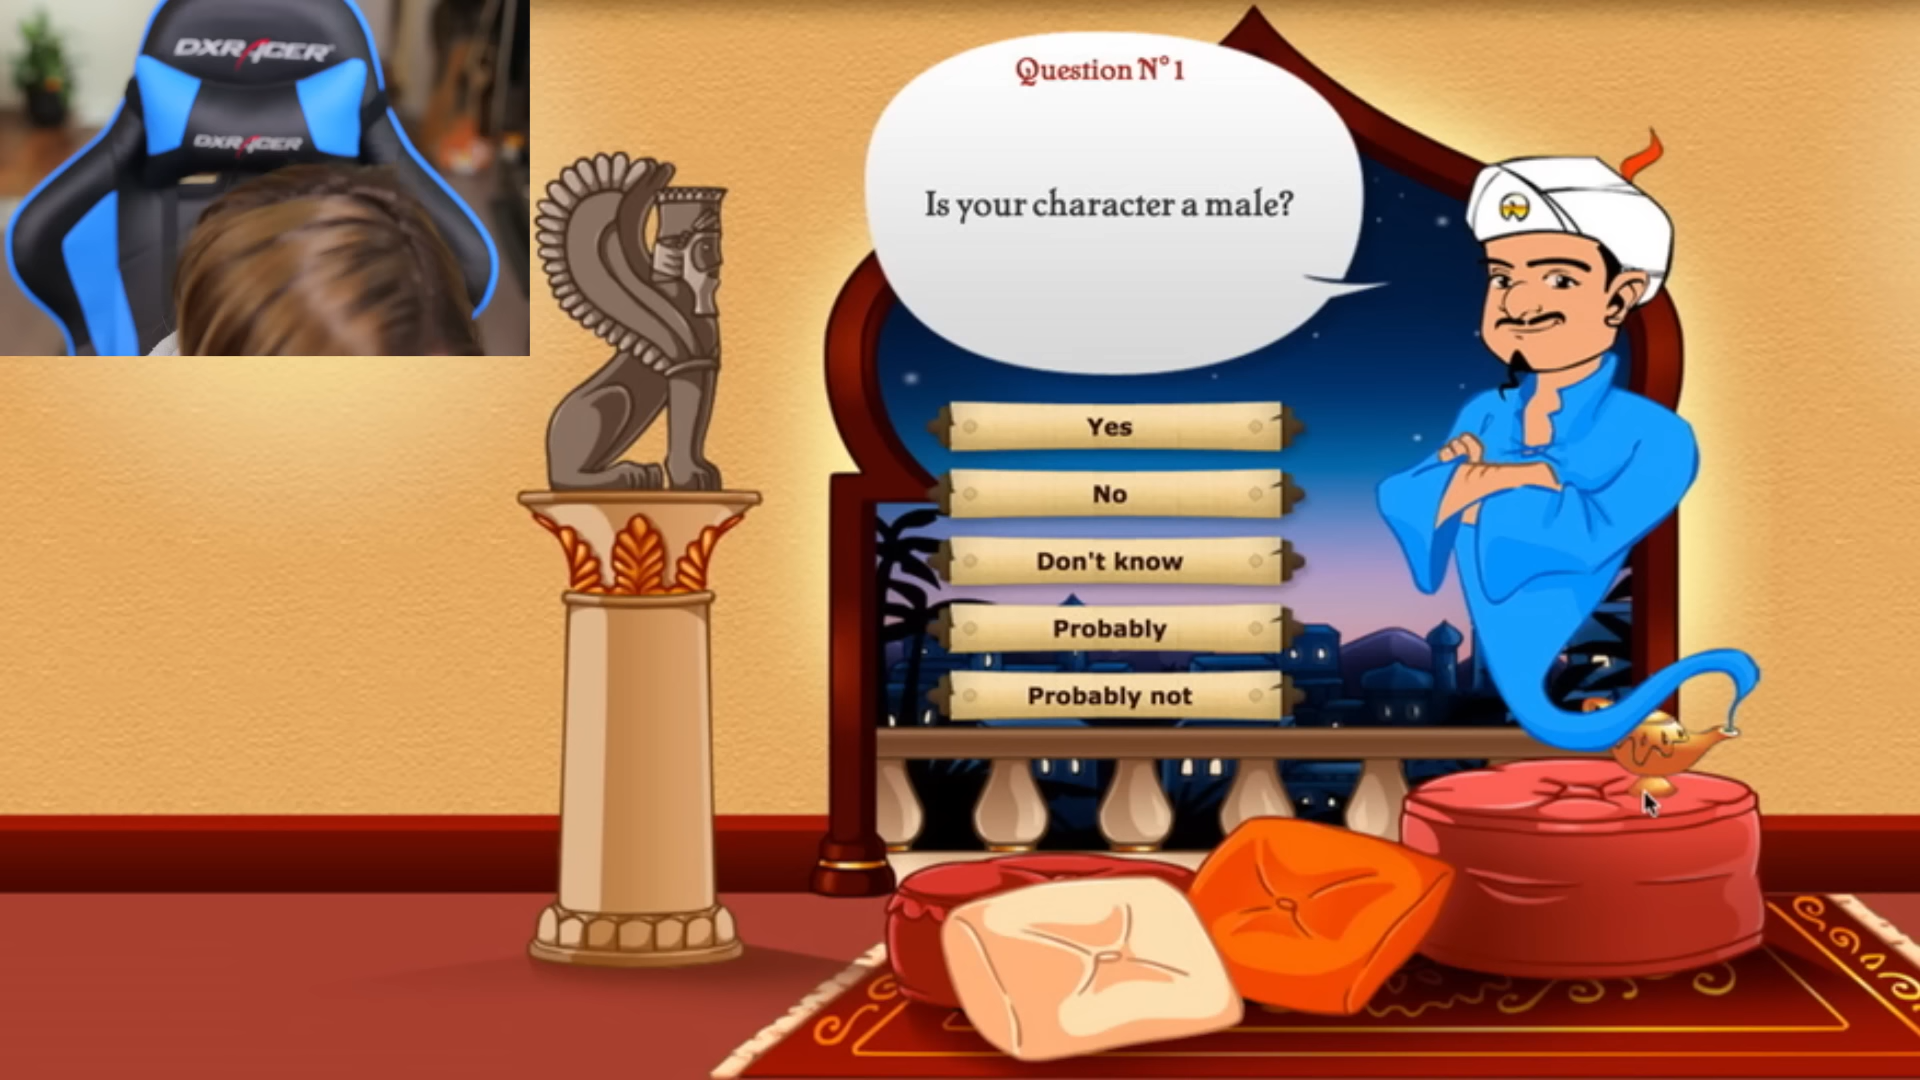 DXRACER
DXRACER
Question N° 1
Is your character a male?
Yes
No
Don't know
Probably
Probably not